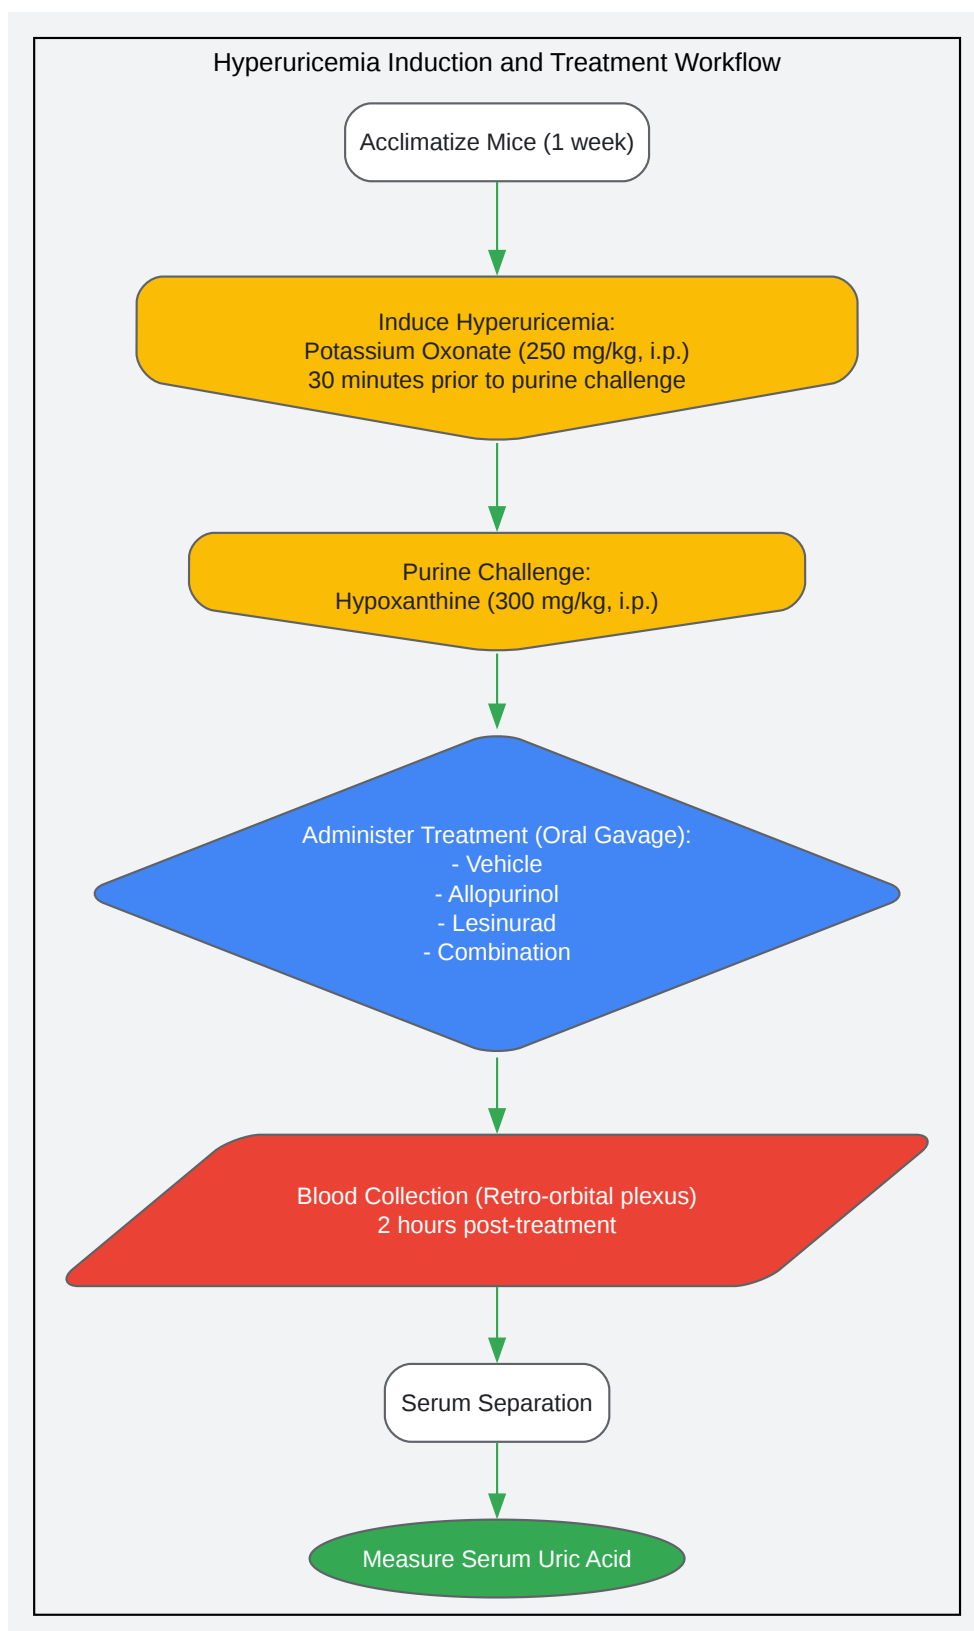 Hyperuricemia Induction and Treatment Workflow
Acclimatize Mice (1 week)
Induce Hyperuricemia:
Potassium Oxonate (250 mg/kg, i.p.)
30 minutes prior to purine challenge
Purine Challenge:
Hypoxanthine (300 mg/kg, i.p.)
Administer Treatment (Oral Gavage):
- Vehicle
- Allopurinol
- Lesinurad
- Combination
Blood Collection (Retro-orbital plexus)
2 hours post-treatment
Serum Separation
Measure Serum Uric Acid